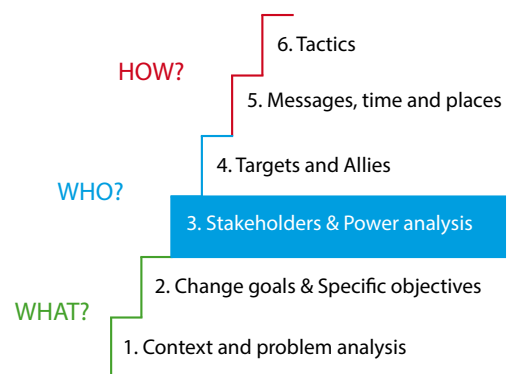 6. Tactics
HOW?
5. Messages, time and places
4. Targets and Allies
WHO?
3. Stakeholders & Power analysis
2. Change goals & Specific objectives
WHAT?
1. Context and problem analysis